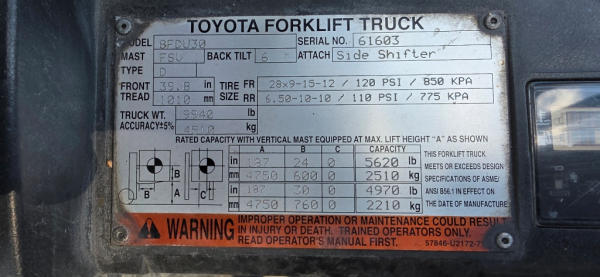 TOYOTA FORKLIFT TRUCK
MODEL 8FDU30 SERIAL NO. 61603
MAST FSV BACK TILT 6 ATTACH Side Shifter
TYPE D
FRONT TREAD 39.8 in 1010 mm
TIRE SIZE FR 28x9-15-12 / 120 PSI / 850 KPA
RR 6.50-10-10 / 110 PSI / 775 KPA
TRUCK WT. lb
ACCURACY±5% kg
RATED CAPACITY WITH VERTICAL MAST EQUIPPED AT MAX. LIFT HEIGHT "A" AS SHOWN
A B C CAPACITY
in 187 24 0 5620 lb
mm 4750 600 0 2510 kg
in 187 30 0 4970 lb
mm 4750 760 0 2210 kg
B A C
THIS FORKLIFT TRUCK
MEETS OR EXCEEDS DESIGN
SPECIFICATIONS OF ASME/
ANSI B56.1 IN EFFECT ON
THE DATE OF MANUFACTURE
WARNING
IMPROPER OPERATION OR MAINTENANCE COULD RESULT
IN INJURY OR DEATH. TRAINED OPERATORS ONLY.
READ OPERATOR'S MANUAL FIRST.